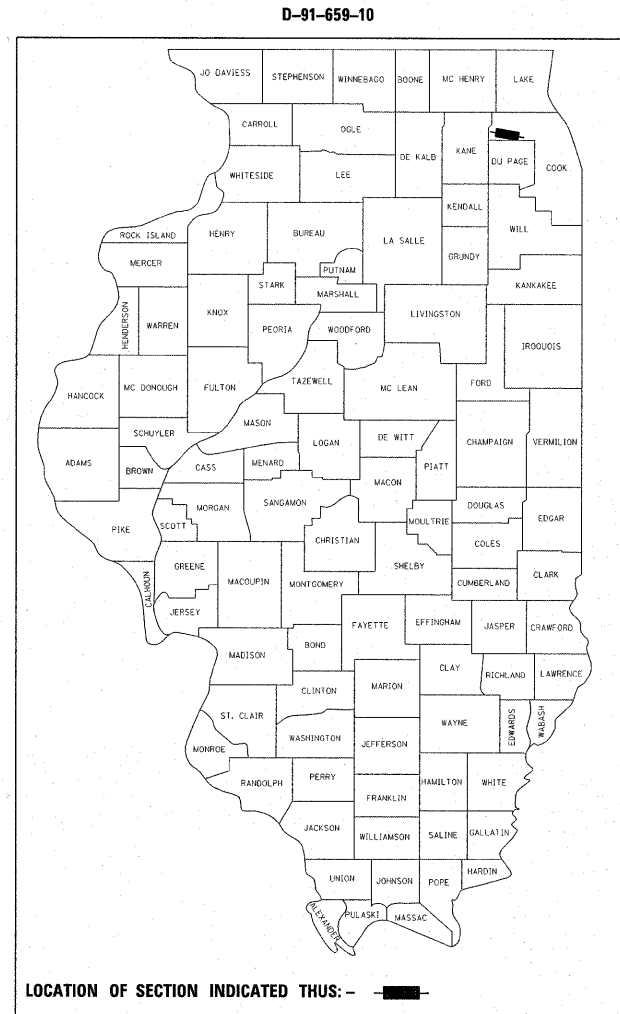 D-91-659-10
JO DAVIESS STEPHENSON WINNEBAGO BOONE MC HENRY LAKE
CARROLL OGLE DE KALB KANE DU PAGE COOK
WHITESIDE LEE
KENDALL
ROCK ISLAND HENRY BUREAU LA SALLE WILL
MERCER PUTNAM GRUNDY
STARK MARSHALL KANKAKEE
HENDERSON WARREN KNOX PEORIA WOODFORD LIVINGSTON IROQUOIS
HANCOCK MC DONOUGH FULTON TAZEWELL MC LEAN FORD
SCHUYLER MASON LOGAN DE WITT CHAMPAIGN VERMILION
ADAMS BROWN CASS MENARD MACON PIATT
PIKE SCOTT MORGAN SANGAMON MOULTRIE DOUGLAS EDGAR
CHRISTIAN COLES
CALHOUN GREENE MACOUPIN MONTGOMERY SHELBY CUMBERLAND CLARK
JERSEY FAYETTE EFFINGHAM JASPER CRAWFORD
MADISON BOND CLAY RICHLAND LAWRENCE
CLINTON MARION
ST. CLAIR WAYNE EDWARDS WABASH
MONROE WASHINGTON JEFFERSON
RANDOLPH PERRY HAMILTON WHITE
FRANKLIN
JACKSON WILLIAMSON SALINE GALLATIN
UNION JOHNSON POPE HARDIN
ALEXANDER PULASKI MASSAC
LOCATION OF SECTION INDICATED THUS: -